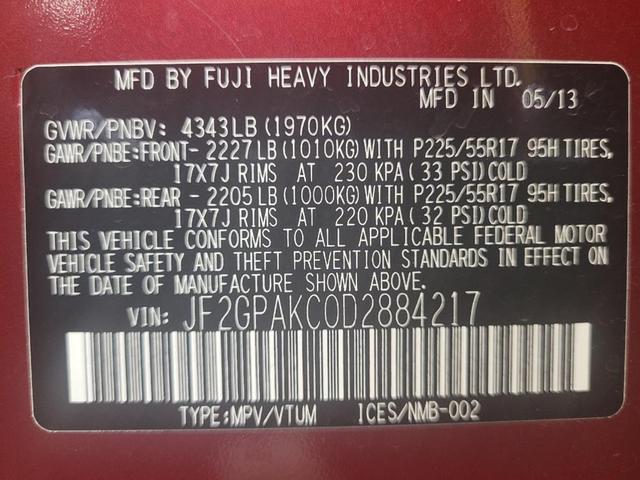 MFD BY FUJI HEAVY INDUSTRIES LTD.
MFD IN 05/13
GVWR/PNBV: 4343LB (1970KG)
GAWR/PNBE:FRONT- 2227LB (1010KG) WITH P225/55R17 95H TIRES,
17X7J RIMS AT 230 KPA (33 PSI) COLD
GAWR/PNBE:REAR - 2205LB (1000KG) WITH P225/55R17 95H TIRES,
17X7J RIMS AT 220 KPA (32 PSI) COLD
THIS VEHICLE CONFORMS TO ALL APPLICABLE FEDERAL MOTOR
VEHICLE SAFETY AND THEFT PREVENTION STANDARDS IN EFFECT ON
THE DATE OF MANUFACTURE SHOWN ABOVE.
VIN: JF2GPAKC0D2884217
TYPE:MPV/VTUM ICES/NMB-002